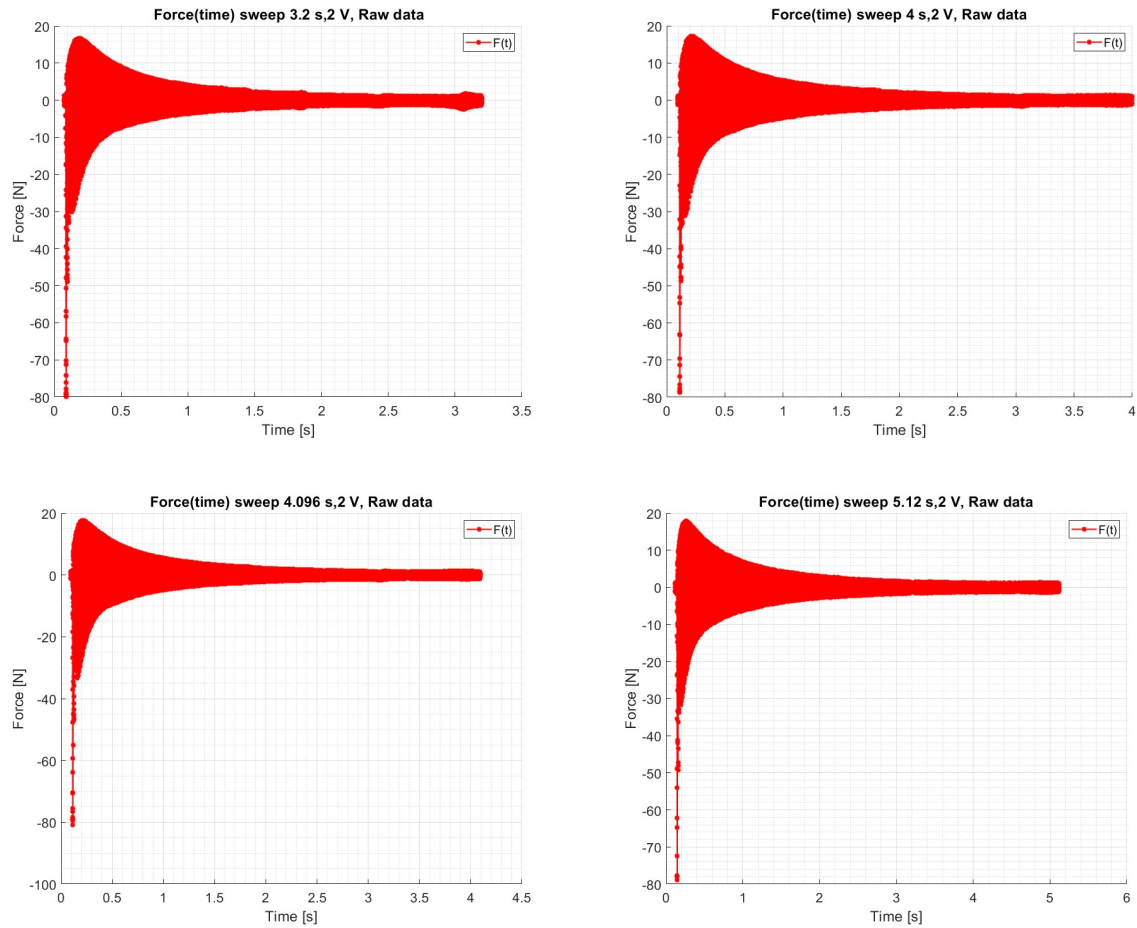 Force(time) sweep 3.2 s,2 V, Raw data
F(t)
20
10
0
-10
-20
-30
-40
-50
-60
-70
-80
Force [N]
0 0.5 1 1.5 2 2.5 3 3.5
Time [s]
Force(time) sweep 4 s,2 V, Raw data
F(t)
20
10
0
-10
-20
-30
-40
-50
-60
-70
-80
Force [N]
0 0.5 1 1.5 2 2.5 3 3.5 4
Time [s]
Force(time) sweep 4.096 s,2 V, Raw data
F(t)
20
0
-20
-40
-60
-80
-100
Force [N]
0 0.5 1 1.5 2 2.5 3 3.5 4 4.5
Time [s]
Force(time) sweep 5.12 s,2 V, Raw data
F(t)
20
10
0
-10
-20
-30
-40
-50
-60
-70
-80
Force [N]
0 1 2 3 4 5 6
Time [s]